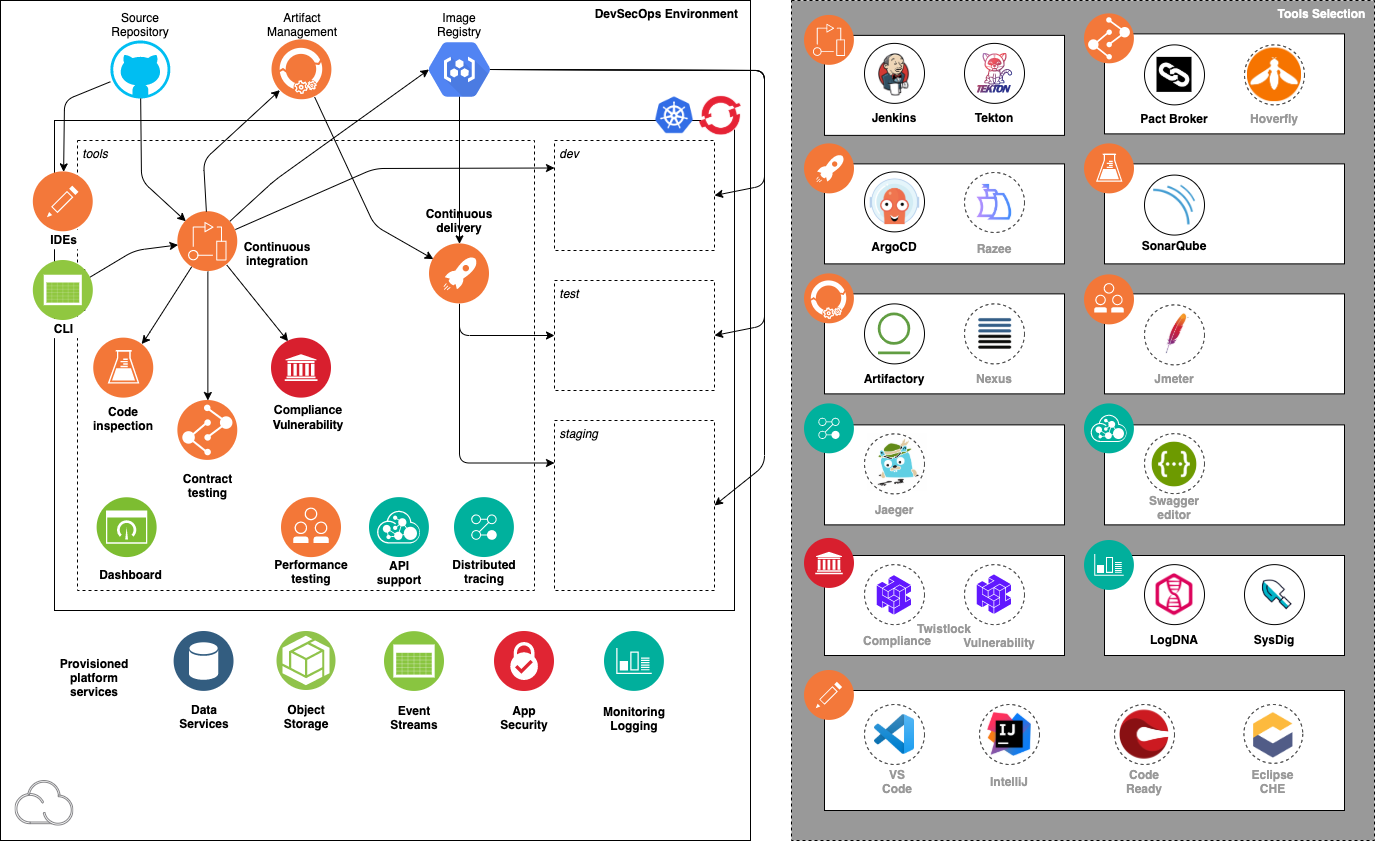 DevSecOps Environment
Source
Repository
Artifact
Management
Image
Registry
tools
dev
IDEs
Continuous
integration
Continuous
delivery
CLI
test
Code
inspection
Compliance
Vulnerability
Contract
testing
staging
Dashboard
Performance
testing
API
support
Distributed
tracing
Provisioned
platform
services
Data
Services
Object
Storage
Event
Streams
App
Security
Monitoring
Logging
Tools Selection
Jenkins
TEKTON
Tekton
Pact Broker
Hoverfly
ArgoCD
Razee
SonarQube
Artifactory
Nexus
Jmeter
Jaeger
Swagger
editor
Twistlock
Compliance
Vulnerability
LogDNA
SysDig
IJ
VS
Code
IntelliJ
Code
Ready
Eclipse
CHE